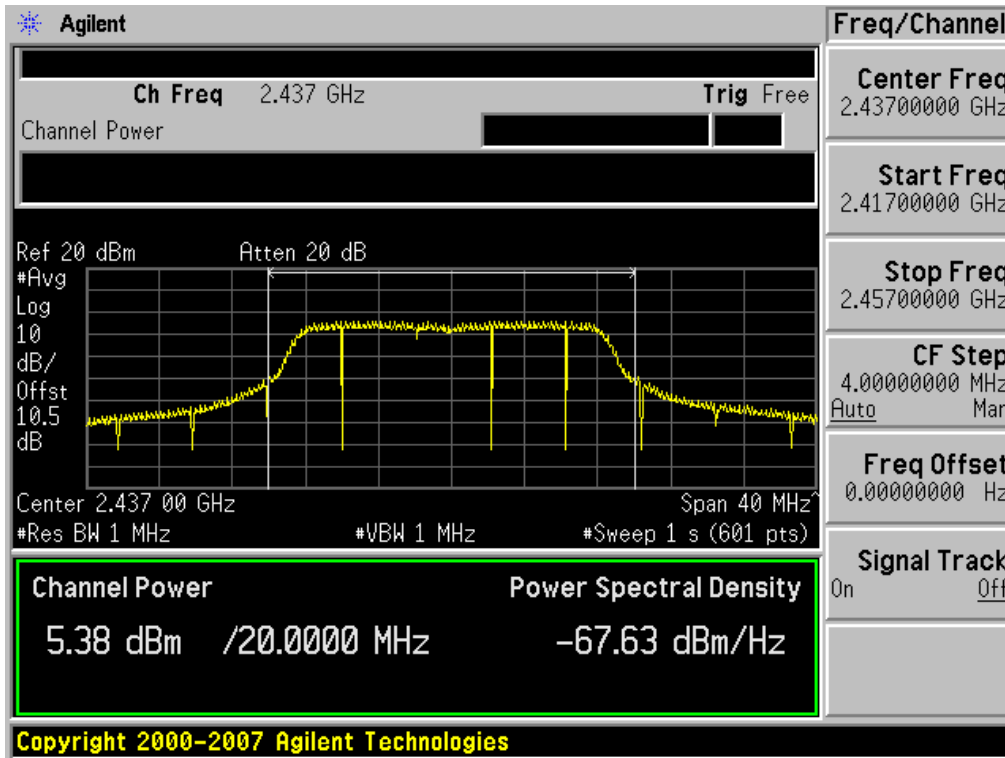 Agilent
Freq/Channel
Ch Freq 2.437 GHz Trig Free
Channel Power
Center Freq
2.43700000 GHz
Start Freq
2.41700000 GHz
Stop Freq
2.45700000 GHz
CF Step
4.00000000 MHz
Auto Man
Freq Offset
0.00000000 Hz
Signal Track
On Off
Ref 20 dBm Atten 20 dB
#Avg
Log
10
dB/
Offst
10.5
dB
Center 2.437 00 GHz Span 40 MHz^
#Res BW 1 MHz #VBW 1 MHz #Sweep 1 s (601 pts)
Channel Power Power Spectral Density
5.38 dBm /20.0000 MHz -67.63 dBm/Hz
Copyright 2000-2007 Agilent Technologies